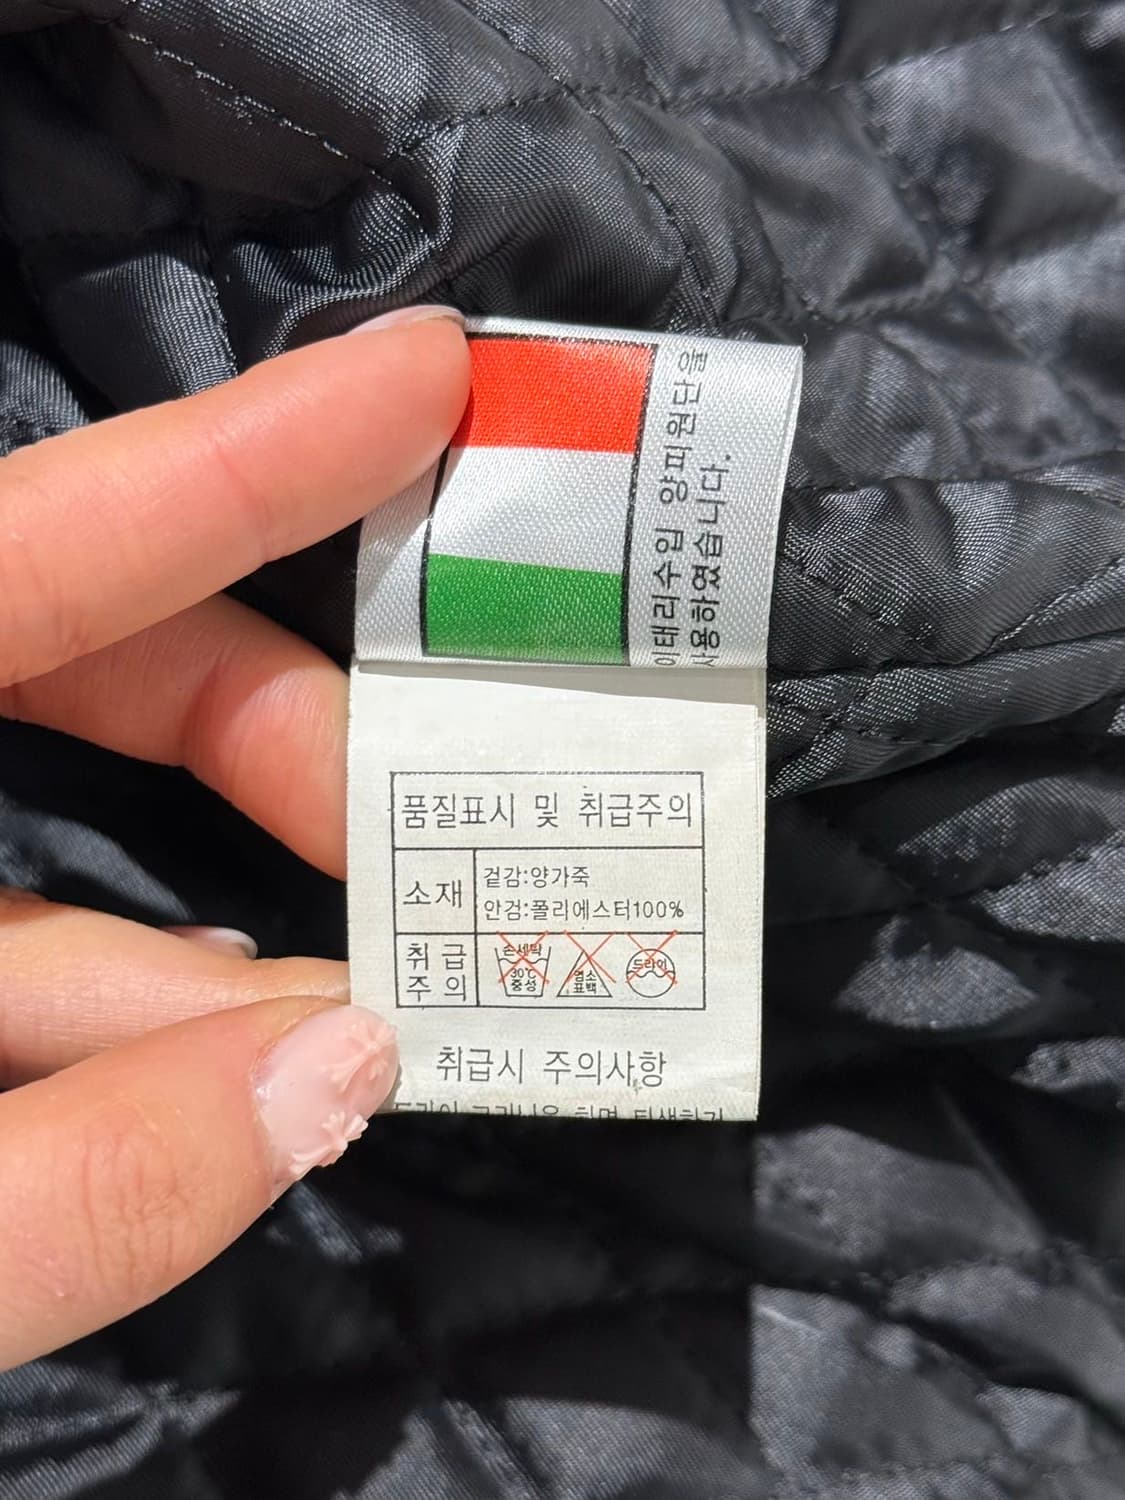 이태리수입 양피원단을
사용하였습니다.
품질표시 및 취급주의
소재
겉감:양가죽
안검:폴리에스터100%
취급
주의
손세탁
30℃
중성
염소
표백
드라이
취급시 주의사항